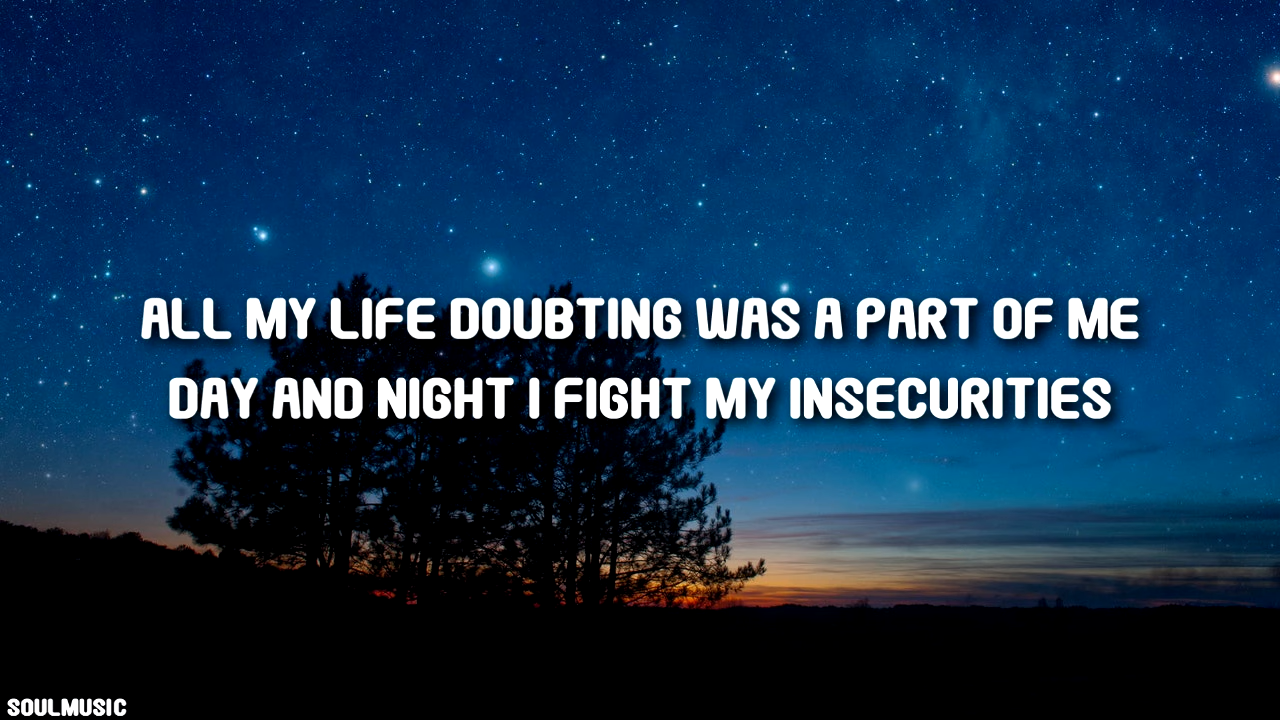 ALL MY LIFE DOUBTING WAS A PART OF ME
DAY AND NIGHT I FIGHT MY INSECURITIES
SOULMUSIC